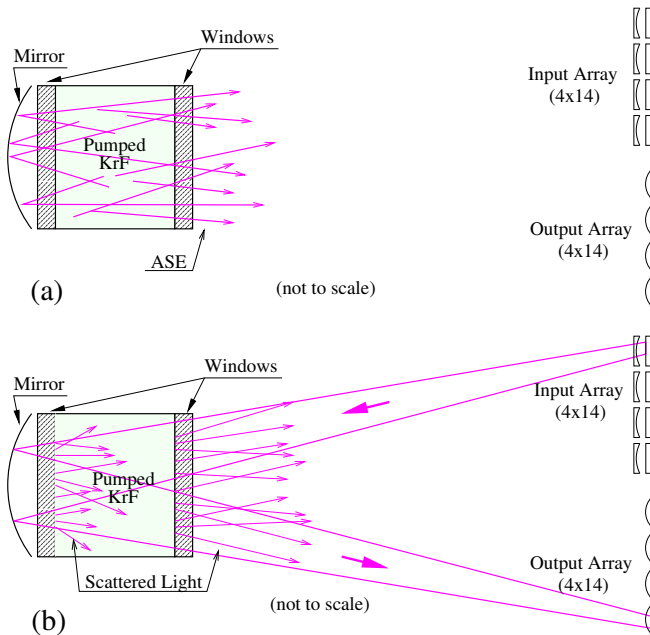 Windows
Mirror
Input Array
(4x14)
Pumped
KrF
Output Array
(4x14)
ASE
(a)
(not to scale)
Windows
Mirror
Input Array
(4x14)
Pumped
KrF
Output Array
(4x14)
Scattered Light
(b)
(not to scale)